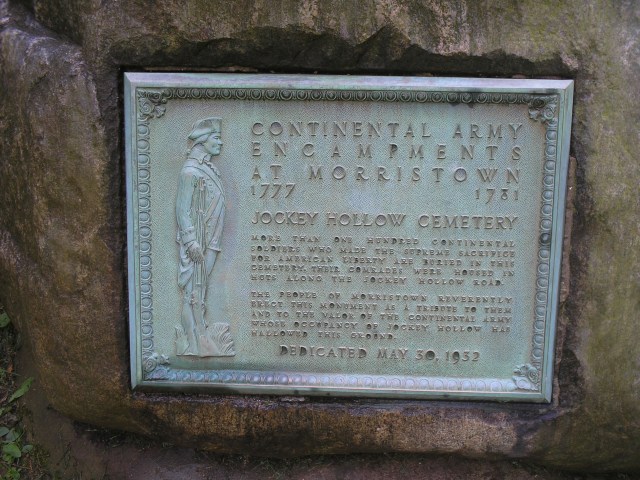 CONTINENTAL ARMY
ENCAMPMENTS
AT MORRISTOWN
1777 1781
JOCKEY HOLLOW CEMETERY
MORE THAN ONE HUNDRED CONTINENTAL
SOLDIERS WHO MADE THE SUPREME SACRIFICE
FOR AMERICAN LIBERTY ARE BURIED IN THIS
CEMETERY. THEIR COMRADES WERE HOUSED IN
HUTS ALONG THE JOCKEY HOLLOW ROAD.
THE PEOPLE OF MORRISTOWN REVERENTLY
ERECT THIS MONUMENT AS A TRIBUTE TO THEM
AND TO THE VALOR OF THE CONTINENTAL ARMY
WHOSE OCCUPANCY OF JOCKEY HOLLOW HAS
HALLOWED THIS GROUND.
DEDICATED MAY 30, 1932